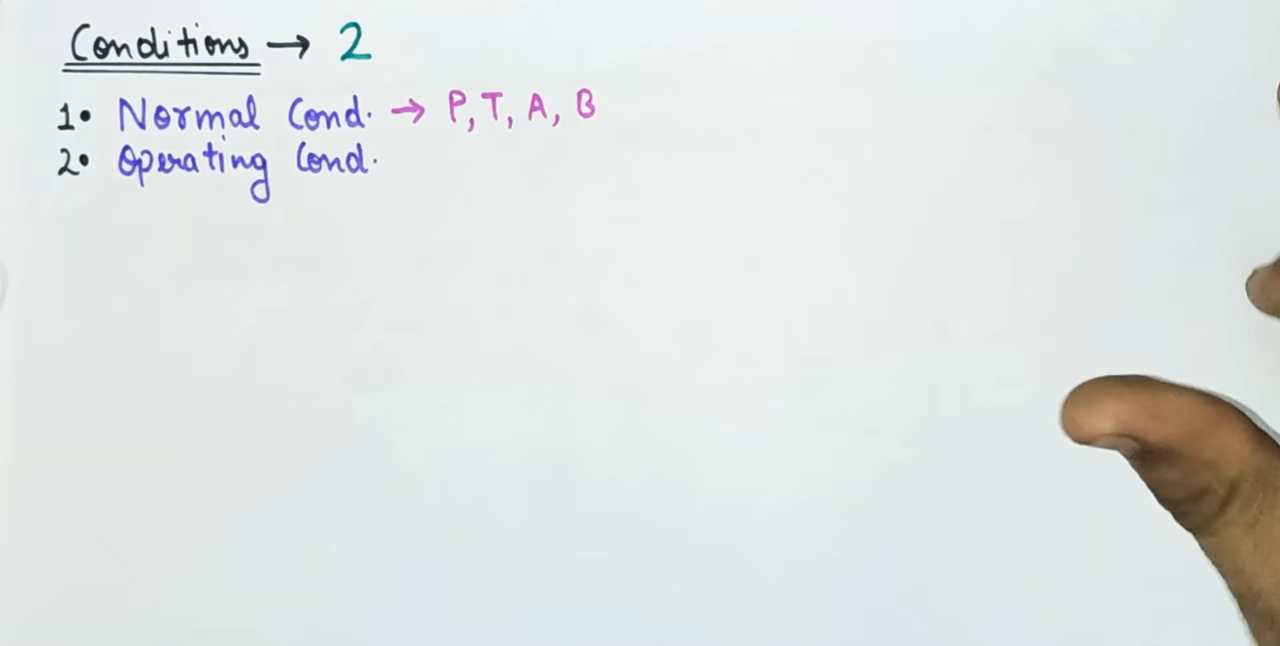 Conditions → 2
1. Normal Cond. → P, T, A, B
2. Operating Cond.